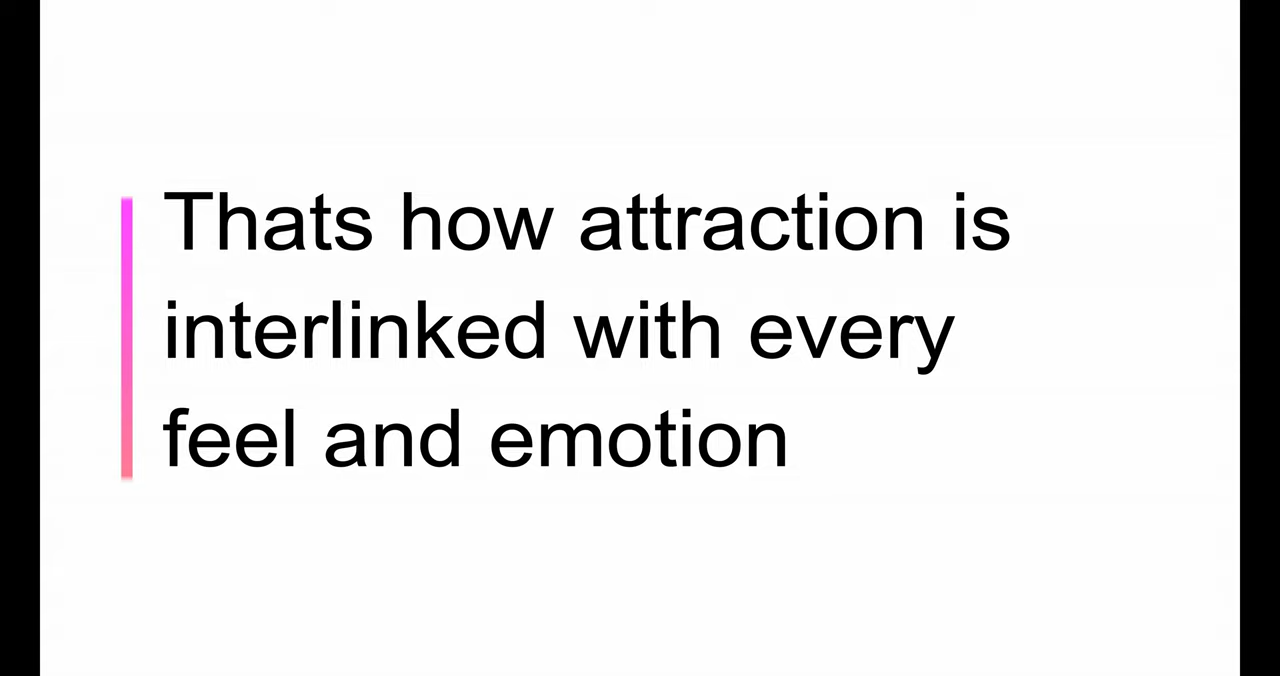 Thats how attraction is
interlinked with every
feel and emotion